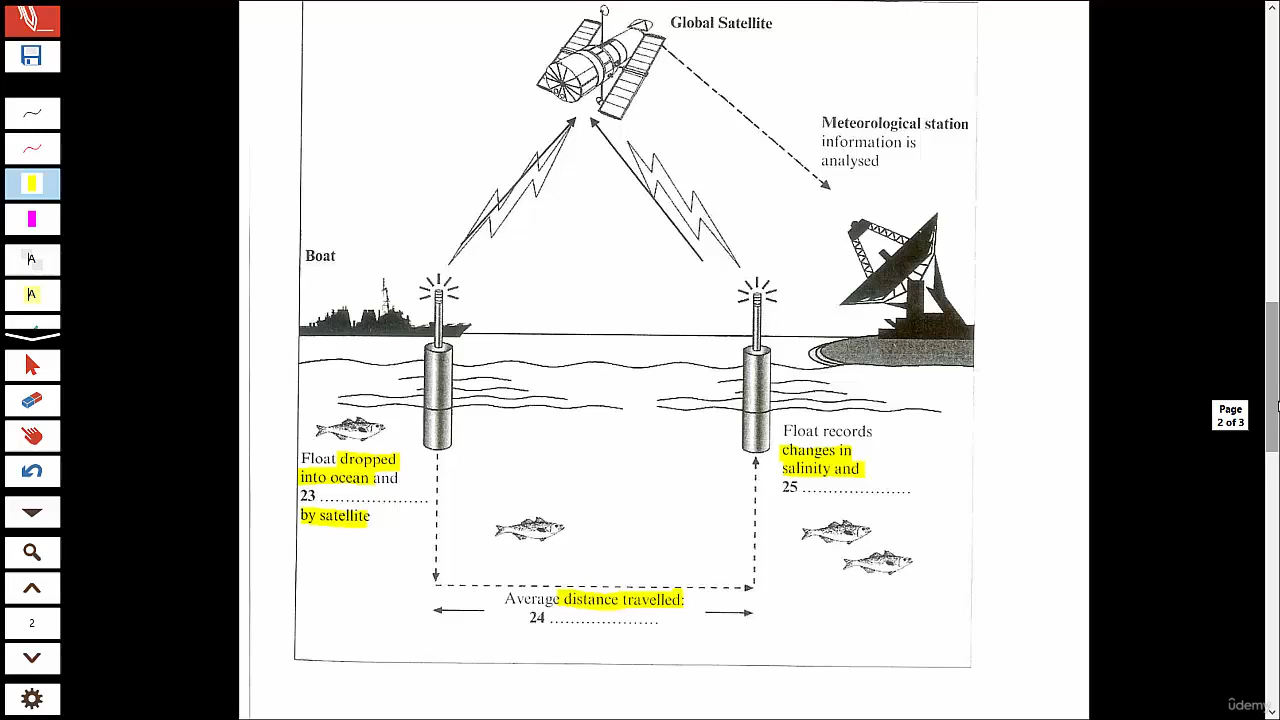 Global Satellite
Meteorological station
information is
analysed
Boat
Float dropped
into ocean and
23 ......................
by satellite
Float records
changes in
salinity and
25 ......................
Average distance travelled:
24 ......................
A
A
2
Page
2 of 3
ûdemy